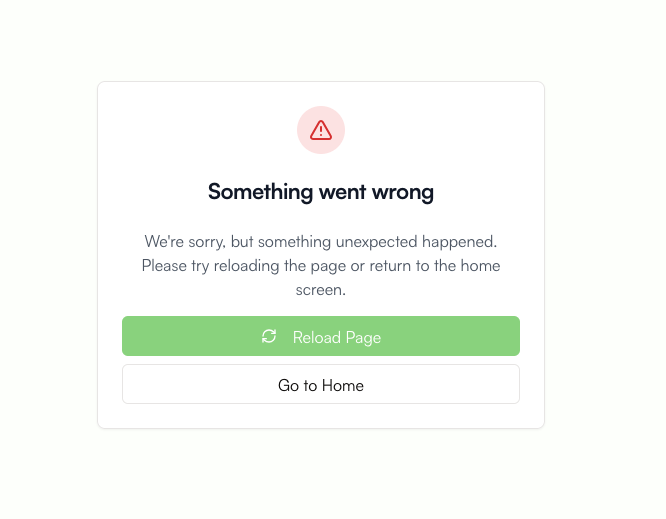 Something went wrong
We're sorry, but something unexpected happened.
Please try reloading the page or return to the home
screen.
Reload Page
Go to Home